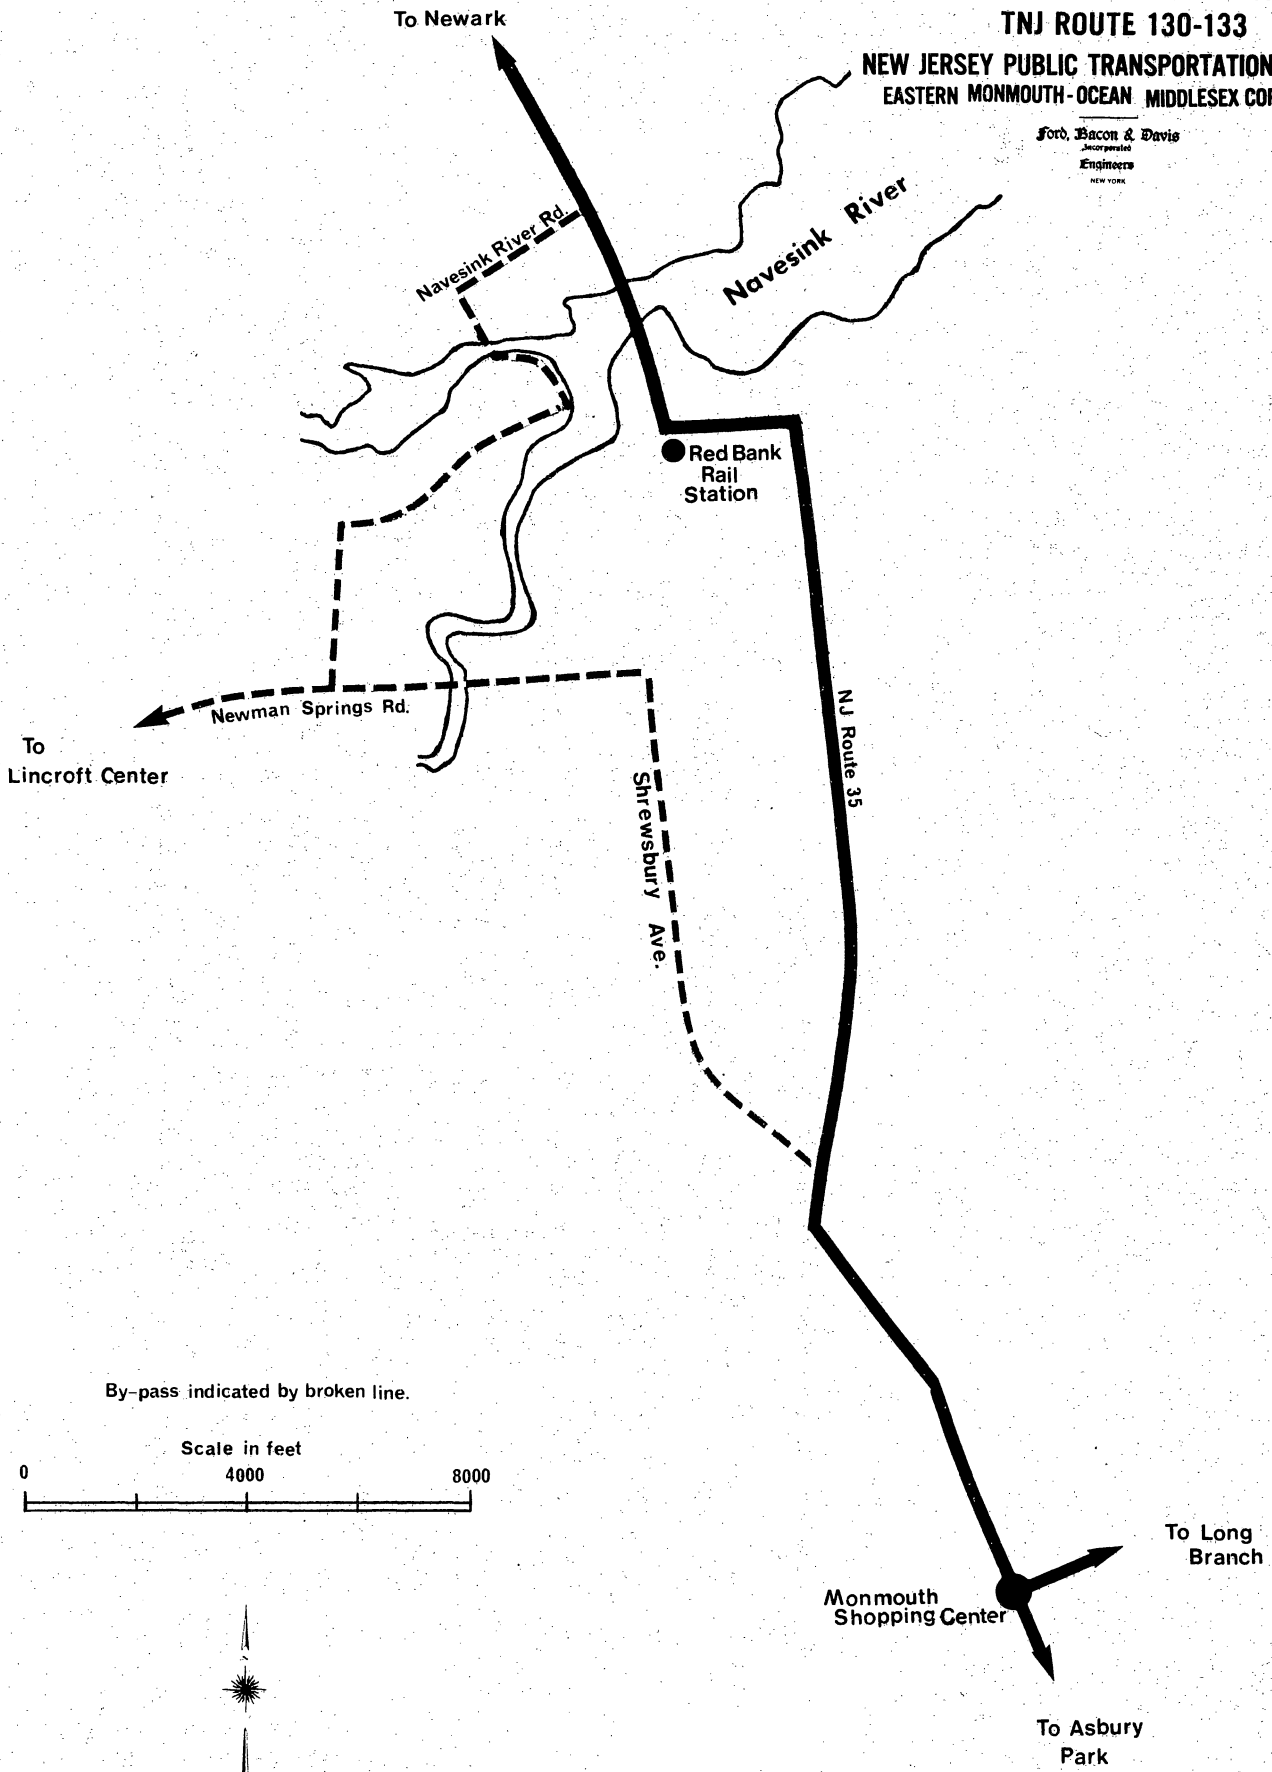 To Newark
TNJ ROUTE 130-133
NEW JERSEY PUBLIC TRANSPORTATION
EASTERN MONMOUTH-OCEAN MIDDLESEX
Ford, Bacon & Davis
Incorporated
Engineers
NEW YORK
Navesink River
Navesink River Rd.
Red Bank
Rail
Station
Newman Springs Rd.
To
Lincroft Center
NJ Route 35
Shrewsbury Ave.
By-pass indicated by broken line.
Scale in feet
0 4000 8000
To Long
Branch
Monmouth
Shopping Center
To Asbury
Park